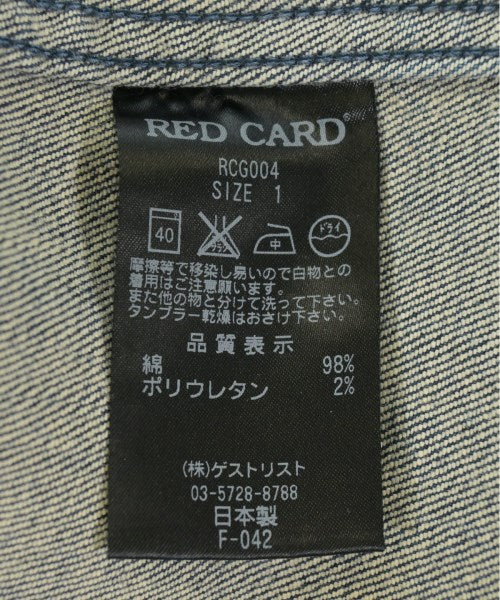 RED CARD®
RCG004
SIZE 1
40 中 ドライ
摩擦等で移染し易いので白物との
着用はご注意願います。
また他の物と分けて洗って下さい。
タンブラー乾燥はおさけ下さい。
品質表示
綿 98%
ポリウレタン 2%
(株)ゲストリスト
03-5728-8788
日本製
F-042